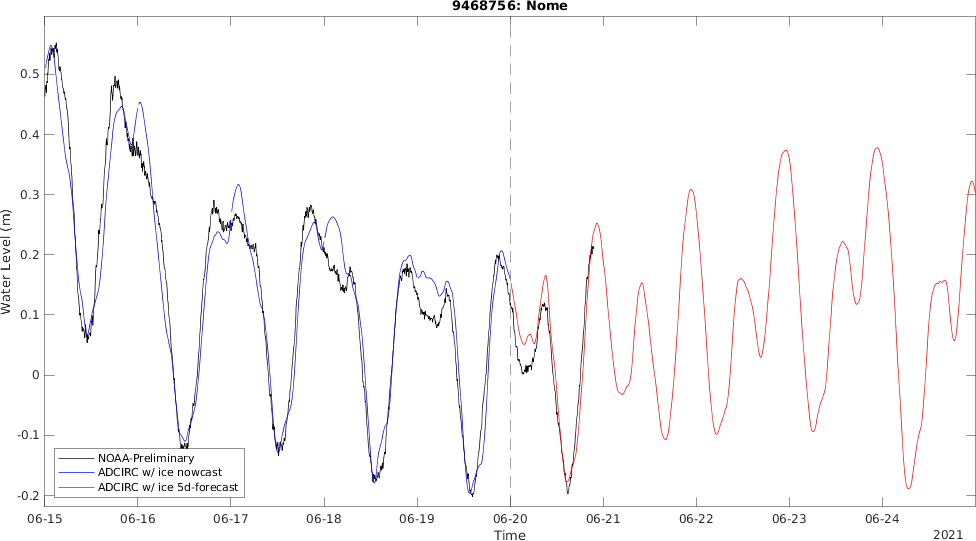 9468756: Nome
Water Level (m)
0.5
0.4
0.3
0.2
0.1
0
-0.1
-0.2
NOAA-Preliminary
ADCIRC w/ ice nowcast
ADCIRC w/ ice 5d-forecast
06-15 06-16 06-17 06-18 06-19 06-20 06-21 06-22 06-23 06-24
Time
2021